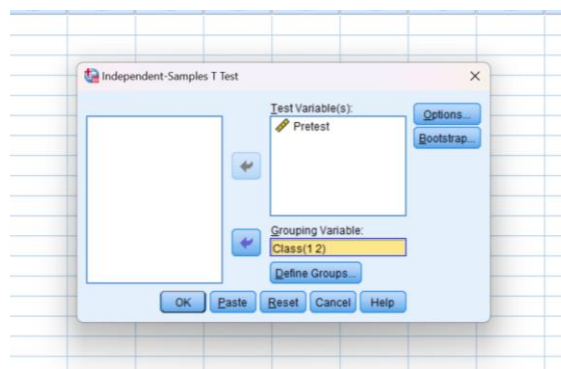 Independent-Samples T Test
Test Variable(s):
Pretest
Options...
Bootstrap...
Grouping Variable:
Class(1 2)
Define Groups...
OK Paste Reset Cancel Help